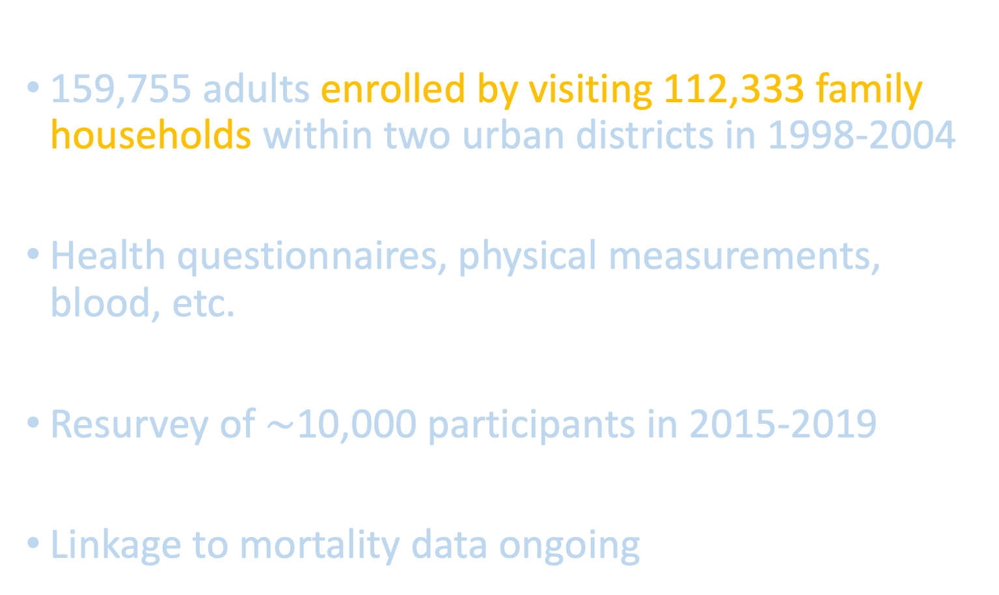 • 159,755 adults enrolled by visiting 112,333 family
households within two urban districts in 1998-2004
• Health questionnaires, physical measurements,
blood, etc.
• Resurvey of ~10,000 participants in 2015-2019
• Linkage to mortality data ongoing